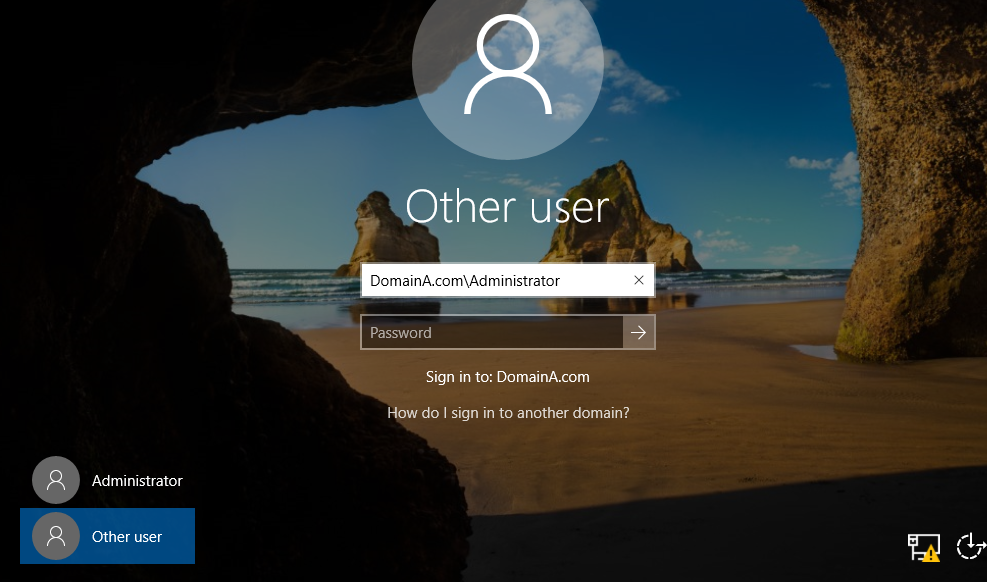 Other user
DomainA.com\Administrator
Password
Sign in to: DomainA.com
How do I sign in to another domain?
Administrator
Other user